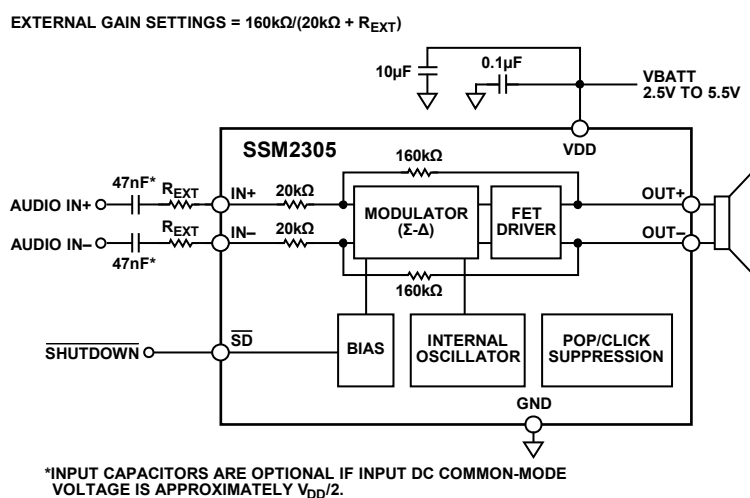 EXTERNAL GAIN SETTINGS = 160kΩ/(20kΩ + REXT)
10µF
0.1µF
VBATT
2.5V TO 5.5V
VDD
SSM2305
160kΩ
47nF*
REXT
IN+
20kΩ
OUT+
AUDIO IN+
MODULATOR
(Σ-Δ)
FET
DRIVER
AUDIO IN–
REXT
IN–
20kΩ
OUT–
47nF*
160kΩ
SHUTDOWN
SD
BIAS
INTERNAL
OSCILLATOR
POP/CLICK
SUPPRESSION
GND
*INPUT CAPACITORS ARE OPTIONAL IF INPUT DC COMMON-MODE
VOLTAGE IS APPROXIMATELY VDD/2.